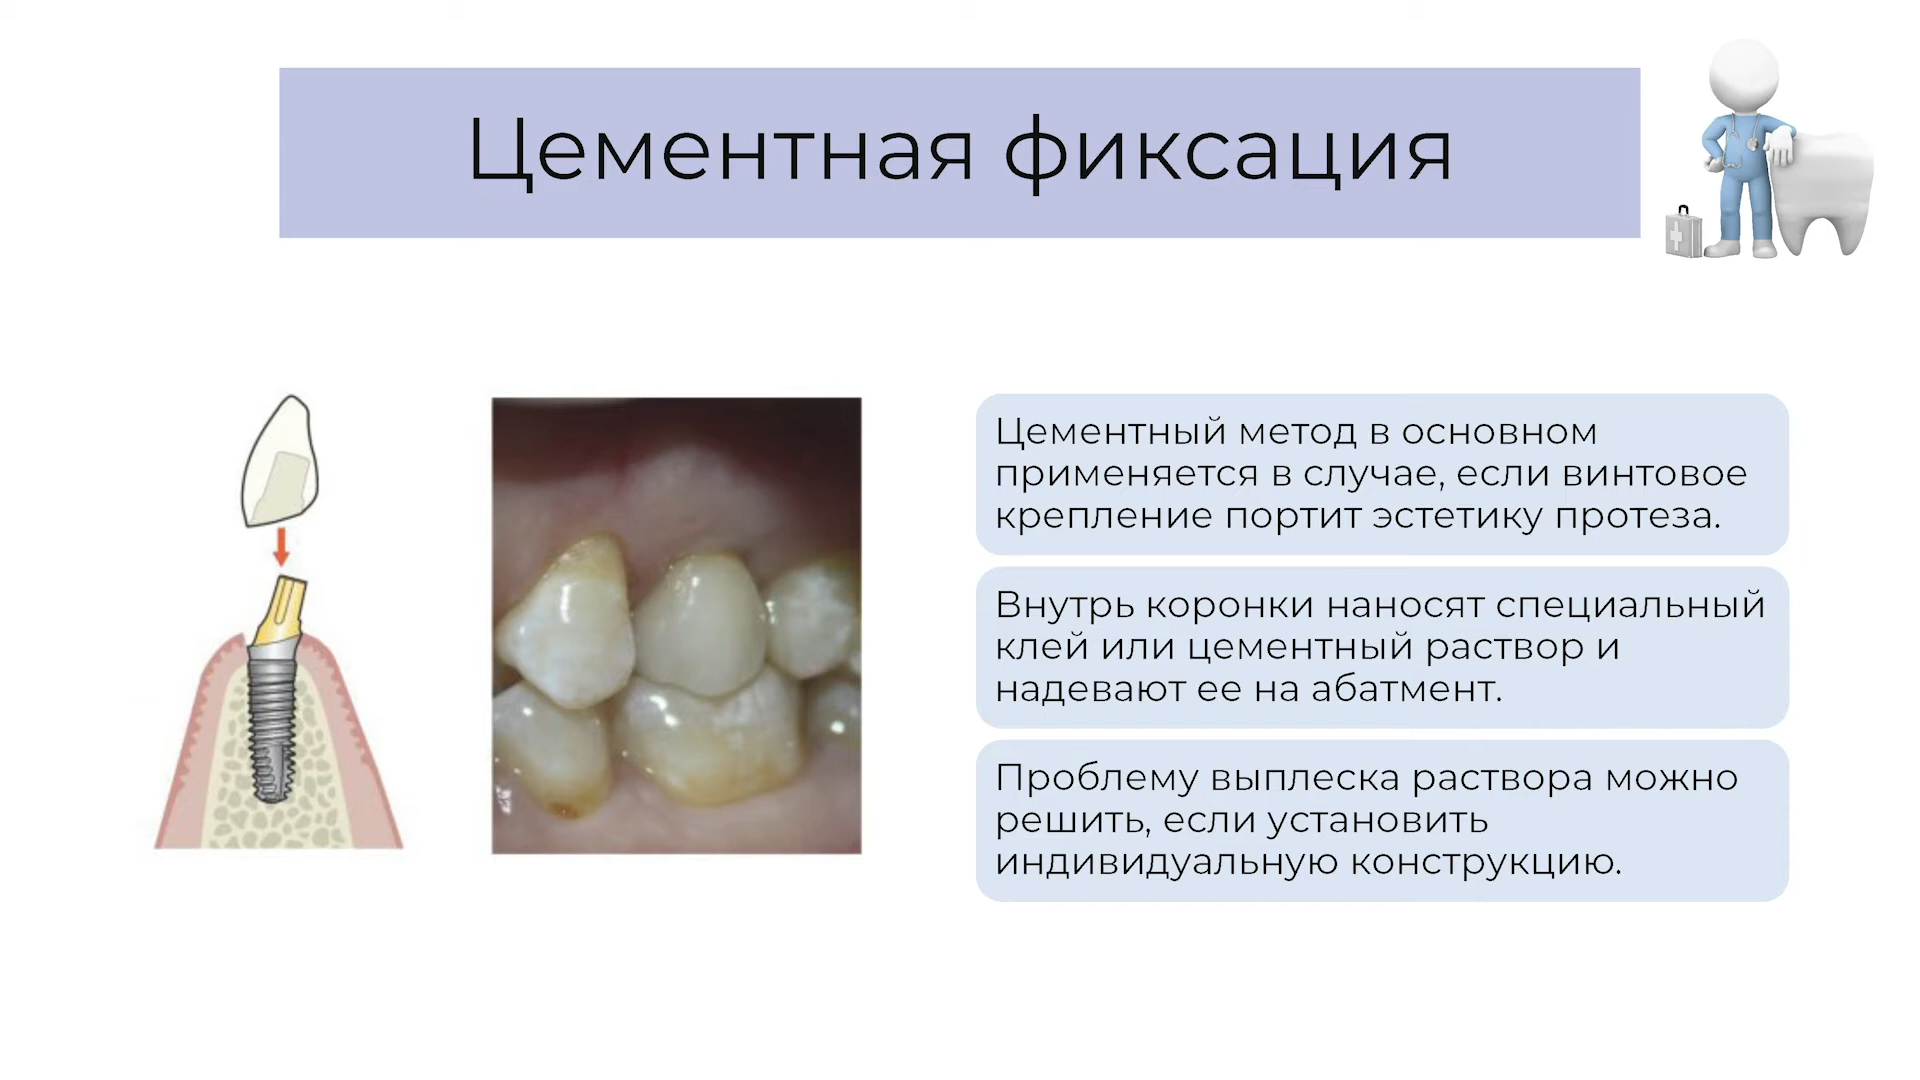 Цементная фиксация
Цементный метод в основном
применяется в случае, если винтовое
крепление портит эстетику протеза.
Внутрь коронки наносят специальный
клей или цементный раствор и
надевают ее на абатмент.
Проблему выплеска раствора можно
решить, если установить
индивидуальную конструкцию.